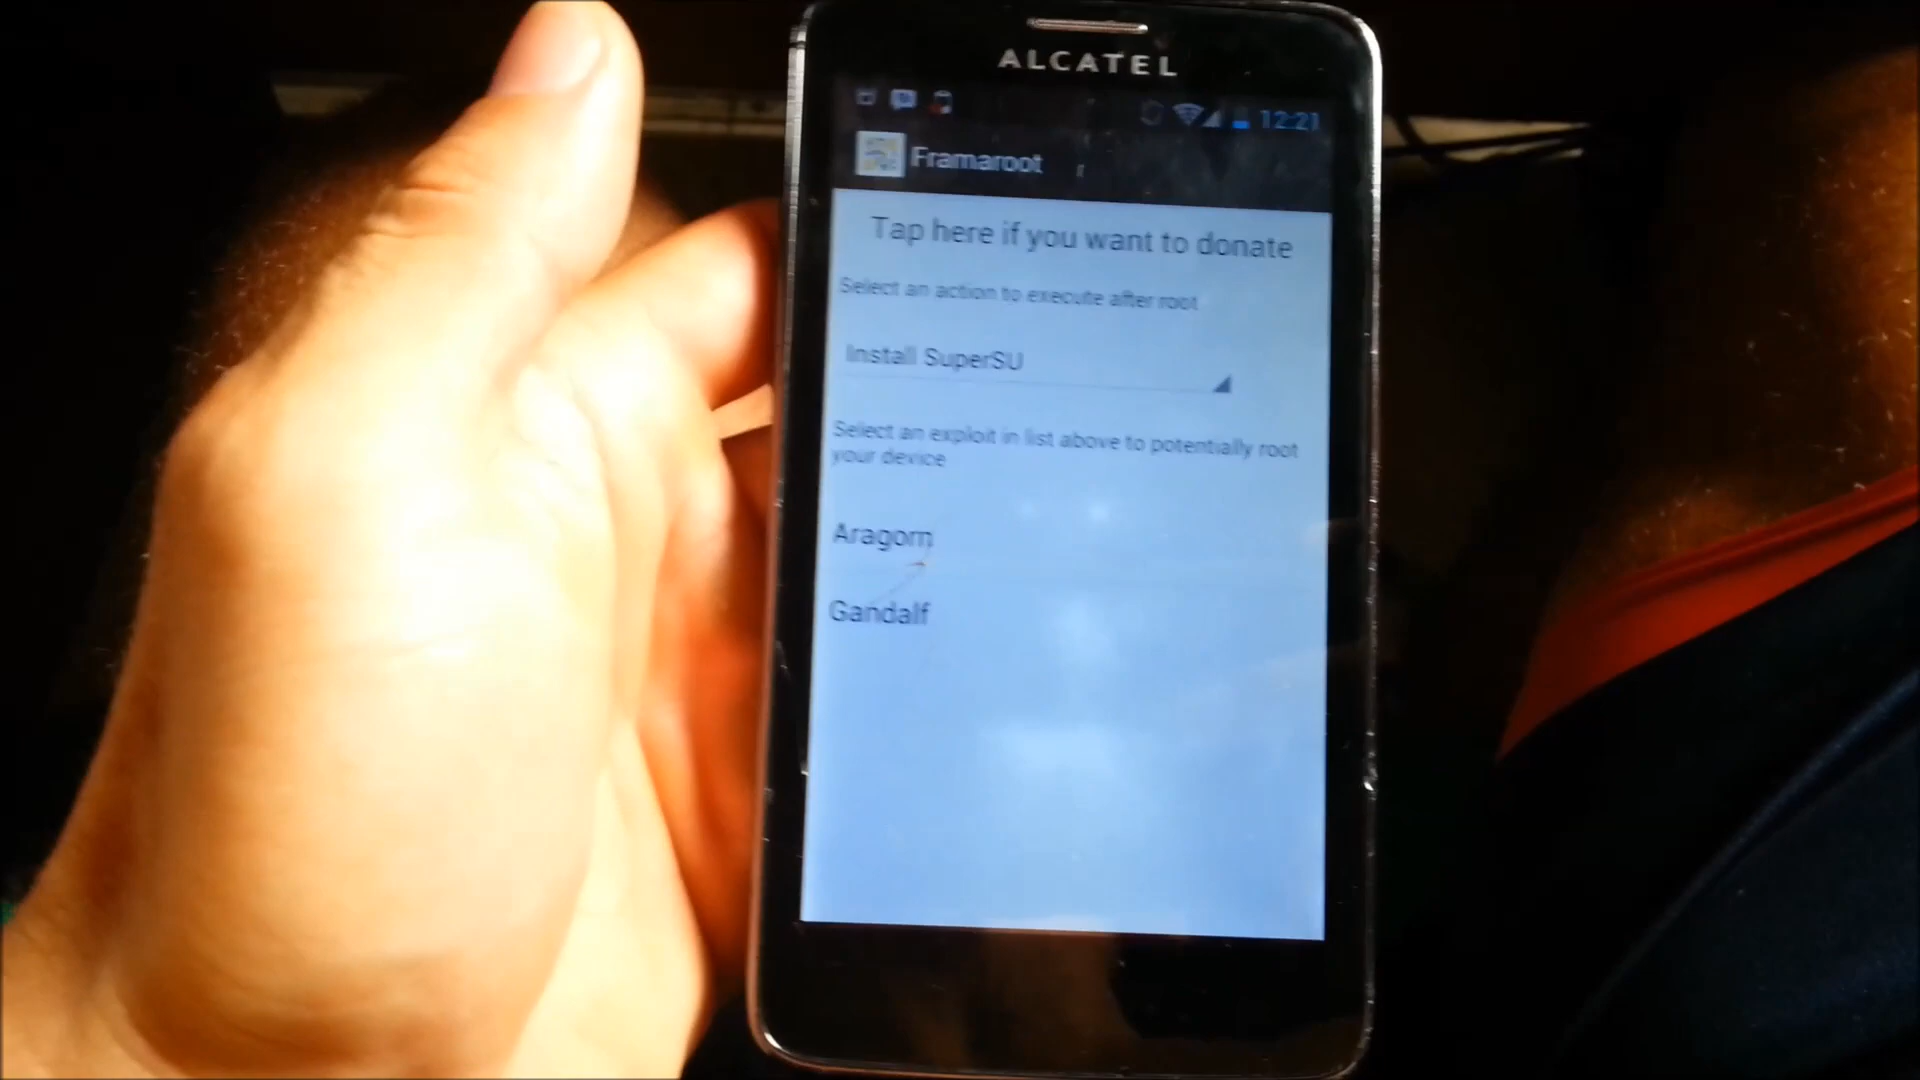 ALCATEL
12:21
Framaroot
Tap here if you want to donate
Select an action to execute after root
Install SuperSU
Select an exploit in list above to potentially root
your device
Aragorn
Gandalf